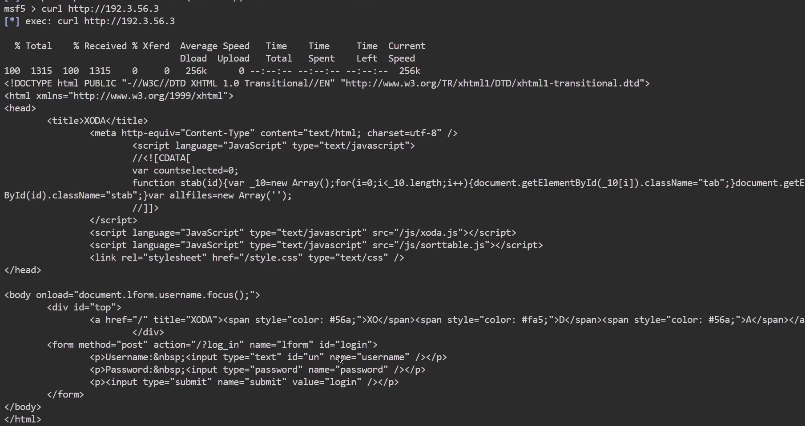 msf5 > curl http://192.3.56.3
[*] exec: curl http://192.3.56.3
% Total % Received % Xferd Average Speed Time Time Time Current
Dload Upload Total Spent Left Speed
100 1315 100 1315 0 0 256k 0 --:--:-- --:--:-- --:--:-- 256k
<!DOCTYPE html PUBLIC "-//W3C//DTD XHTML 1.0 Transitional//EN" "http://www.w3.org/TR/xhtml1/DTD/xhtml1-transitional.dtd">
<html xmlns="http://www.w3.org/1999/xhtml">
<head>
<title>XODA</title>
<meta http-equiv="Content-Type" content="text/html; charset=utf-8" />
<script language="JavaScript" type="text/javascript">
//<![CDATA[
var countselected=0;
function stab(id){var _10=new Array();for(i=0;i<_10.length;i++){document.getElementById(_10[i]).className="tab";}document.getE
ById(id).className="stab";}var allfiles=new Array('');
//]]>
</script>
<script language="JavaScript" type="text/javascript" src="/js/xoda.js"></script>
<script language="JavaScript" type="text/javascript" src="/js/sorttable.js"></script>
<link rel="stylesheet" href="/style.css" type="text/css" />
</head>
<body onload="document.lform.username.focus();">
<div id="top">
<a href="/" title="XODA"><span style="color: #56a;">XO</span><span style="color: #fa5;">D</span><span style="color: #56a;">A</span></a
</div>
<form method="post" action="/?log_in" name="lform" id="login">
<p>Username:&nbsp;<input type="text" id="un" name="username" /></p>
<p>Password:&nbsp;<input type="password" name="password" /></p>
<p><input type="submit" name="submit" value="login" /></p>
</form>
</body>
</html>